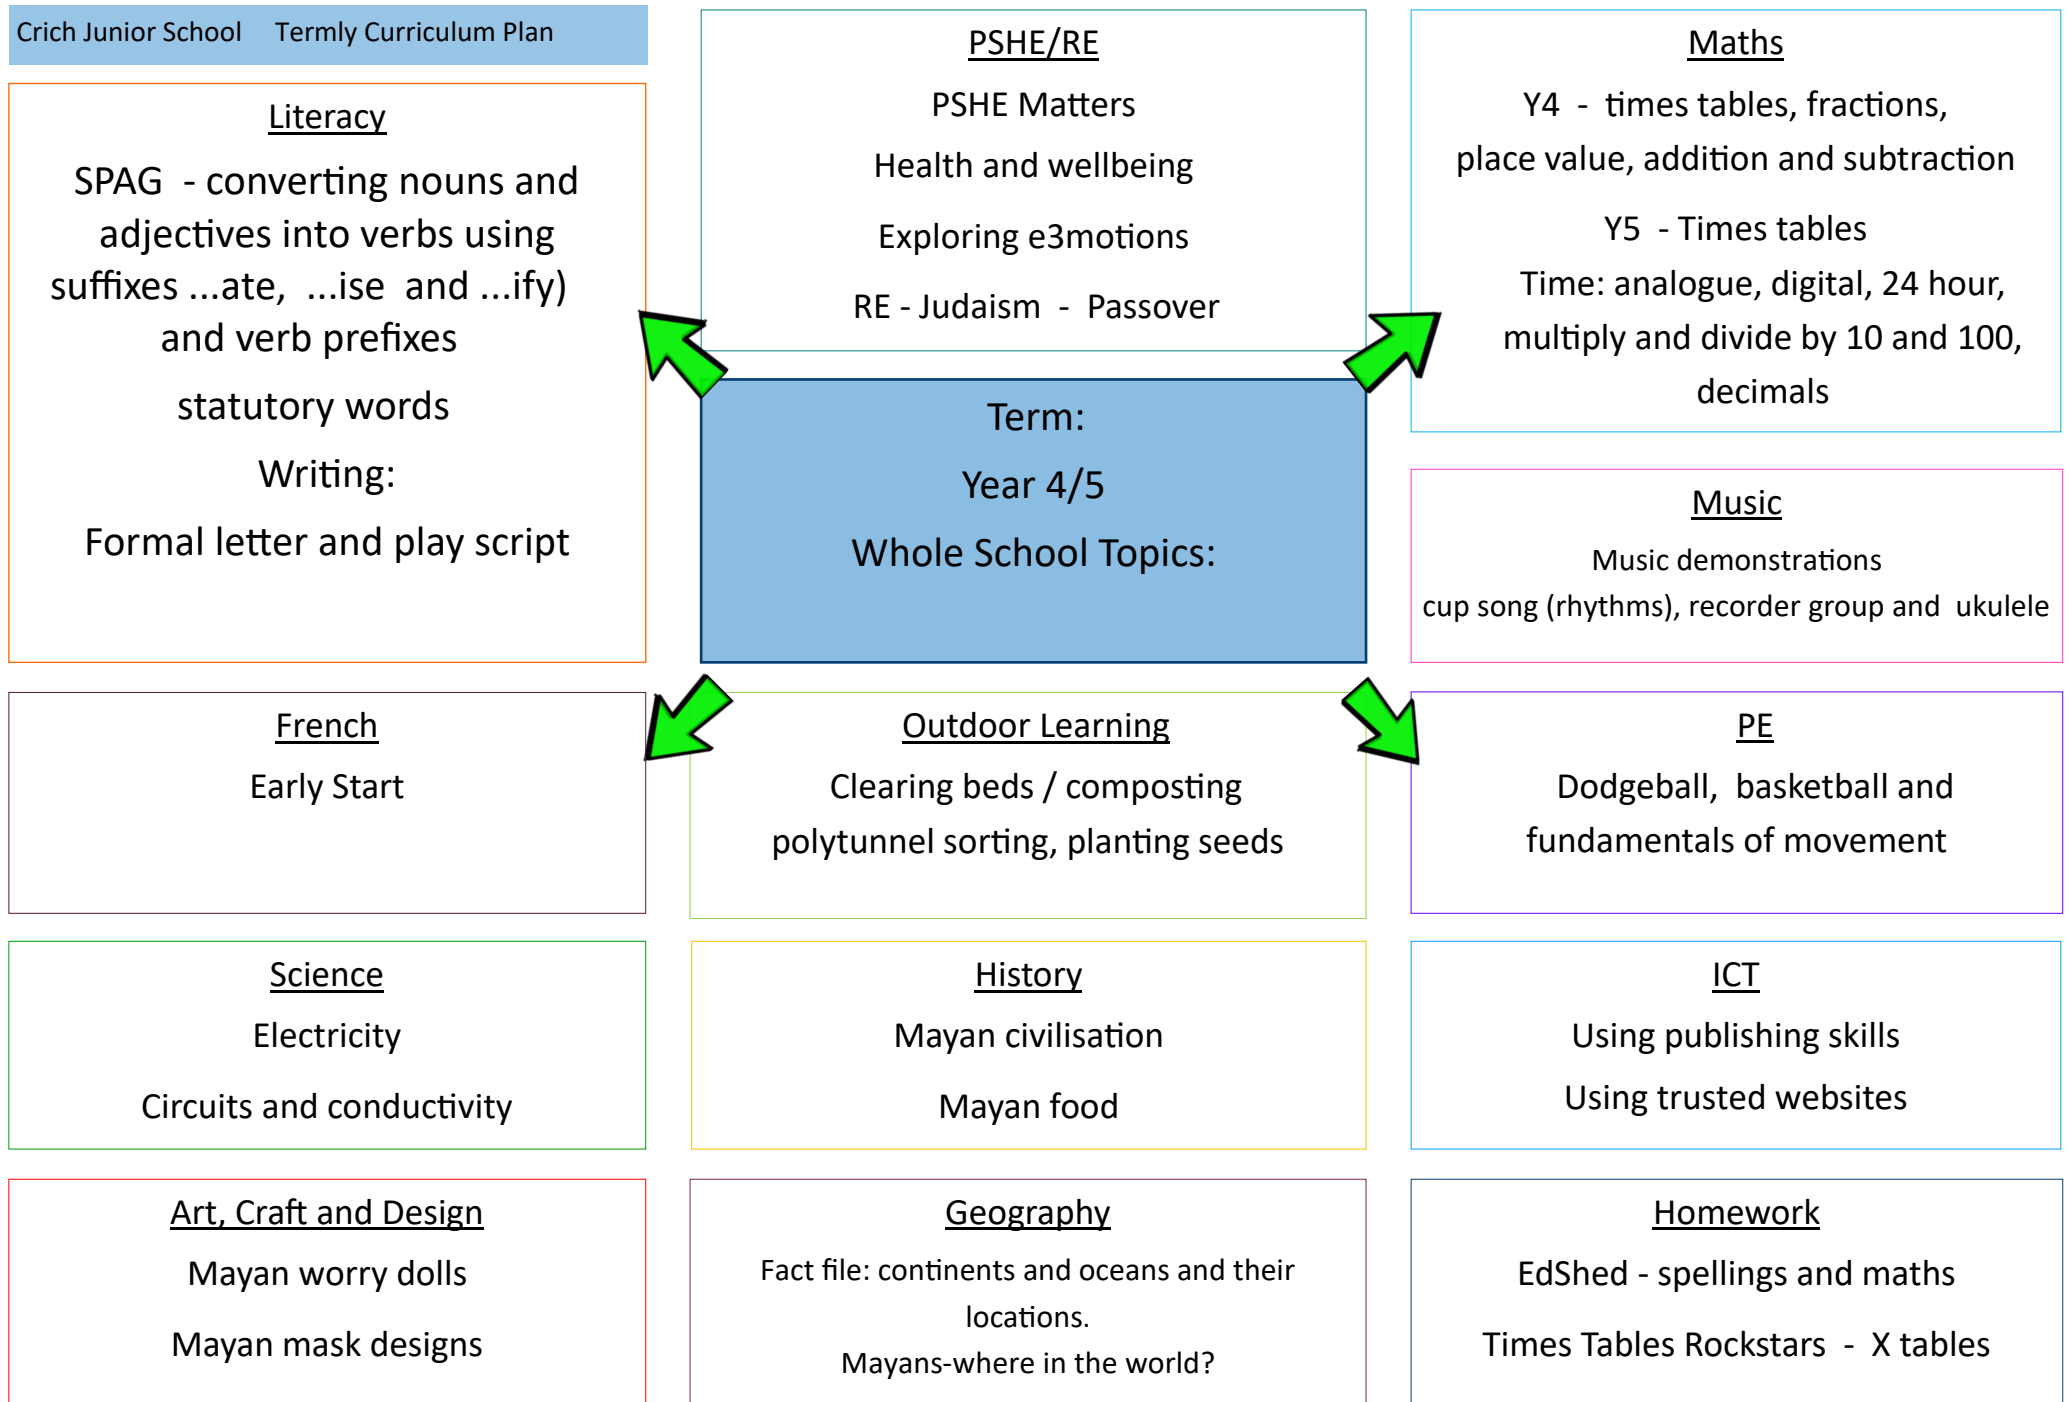 Crich Junior School Termly Curriculum Plan
Literacy
SPAG - converting nouns and
adjectives into verbs using
suffixes ...ate, ...ise and ...ify)
and verb prefixes
statutory words
Writing:
Formal letter and play script
PSHE/RE
PSHE Matters
Health and wellbeing
Exploring e3motions
RE - Judaism - Passover
Maths
Y4 - times tables, fractions,
place value, addition and subtraction
Y5 - Times tables
Time: analogue, digital, 24 hour,
multiply and divide by 10 and 100,
decimals
Term:
Year 4/5
Whole School Topics:
Music
Music demonstrations
cup song (rhythms), recorder group and ukulele
French
Early Start
Outdoor Learning
Clearing beds / composting
polytunnel sorting, planting seeds
PE
Dodgeball, basketball and
fundamentals of movement
Science
Electricity
Circuits and conductivity
History
Mayan civilisation
Mayan food
ICT
Using publishing skills
Using trusted websites
Art, Craft and Design
Mayan worry dolls
Mayan mask designs
Geography
Fact file: continents and oceans and their
locations.
Mayans-where in the world?
Homework
EdShed - spellings and maths
Times Tables Rockstars - X tables